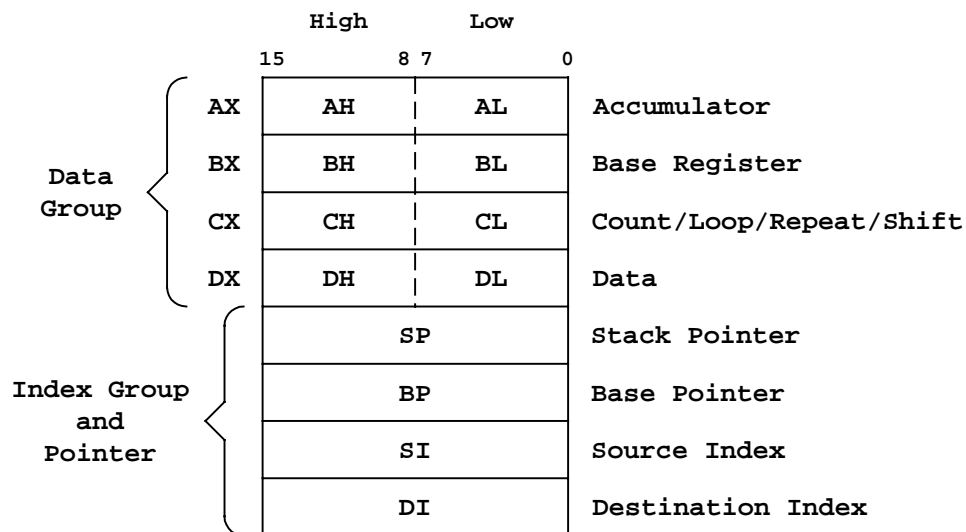 High Low
15 8 7 0
AX AH AL Accumulator
BX BH BL Base Register
Data
Group
CX CH CL Count/Loop/Repeat/Shift
DX DH DL Data
SP Stack Pointer
Index Group
and
Pointer
BP Base Pointer
SI Source Index
DI Destination Index